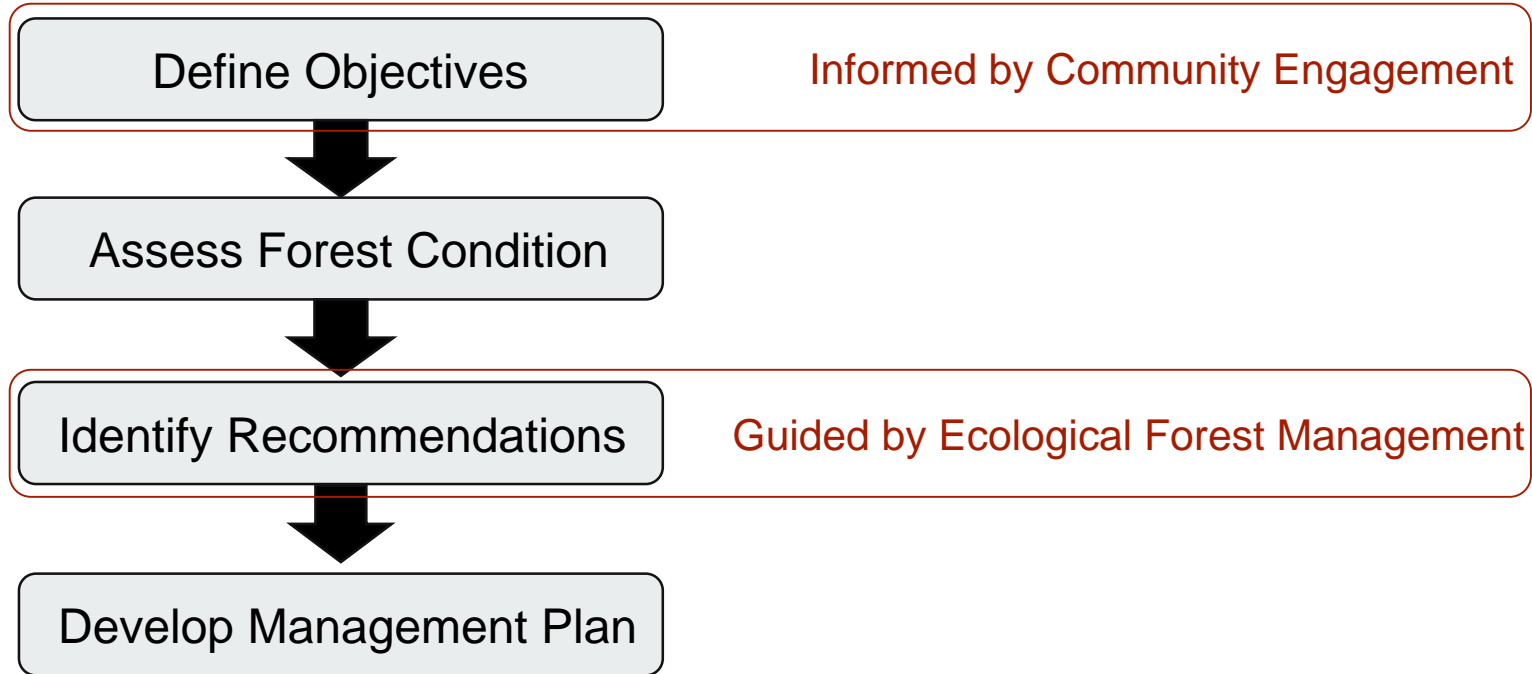 Define Objectives
Informed by Community Engagement
Assess Forest Condition
Identify Recommendations
Guided by Ecological Forest Management
Develop Management Plan